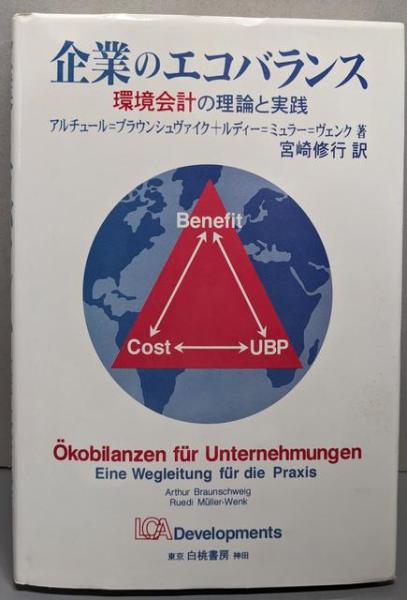 企業のエコバランス
環境会計の理論と実践
アルチュール=ブラウンシュヴァイク+ルディー=ミュラー=ヴェンク 著
宮崎修行 訳
Benefit
Cost
UBP
Ökobilanzen für Unternehmungen
Eine Wegleitung für die Praxis
Arthur Braunschweig
Ruedi Müller-Wenk
LCA Developments
東京 白桃書房 神田